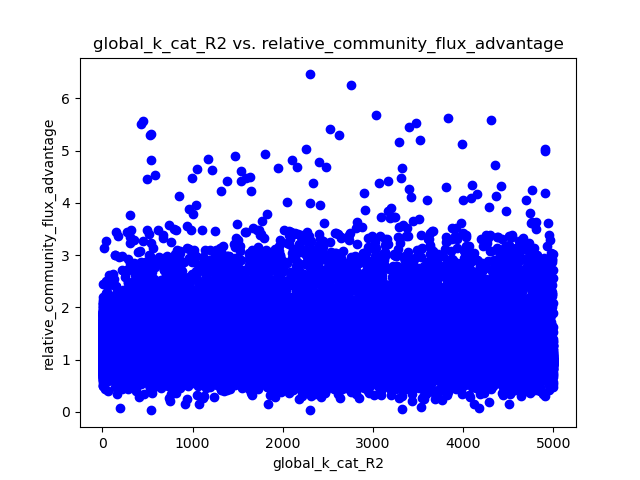 global_k_cat_R2 vs. relative_community_flux_advantage
relative_community_flux_advantage
6
5
4
3
2
1
0
0 1000 2000 3000 4000 5000
global_k_cat_R2